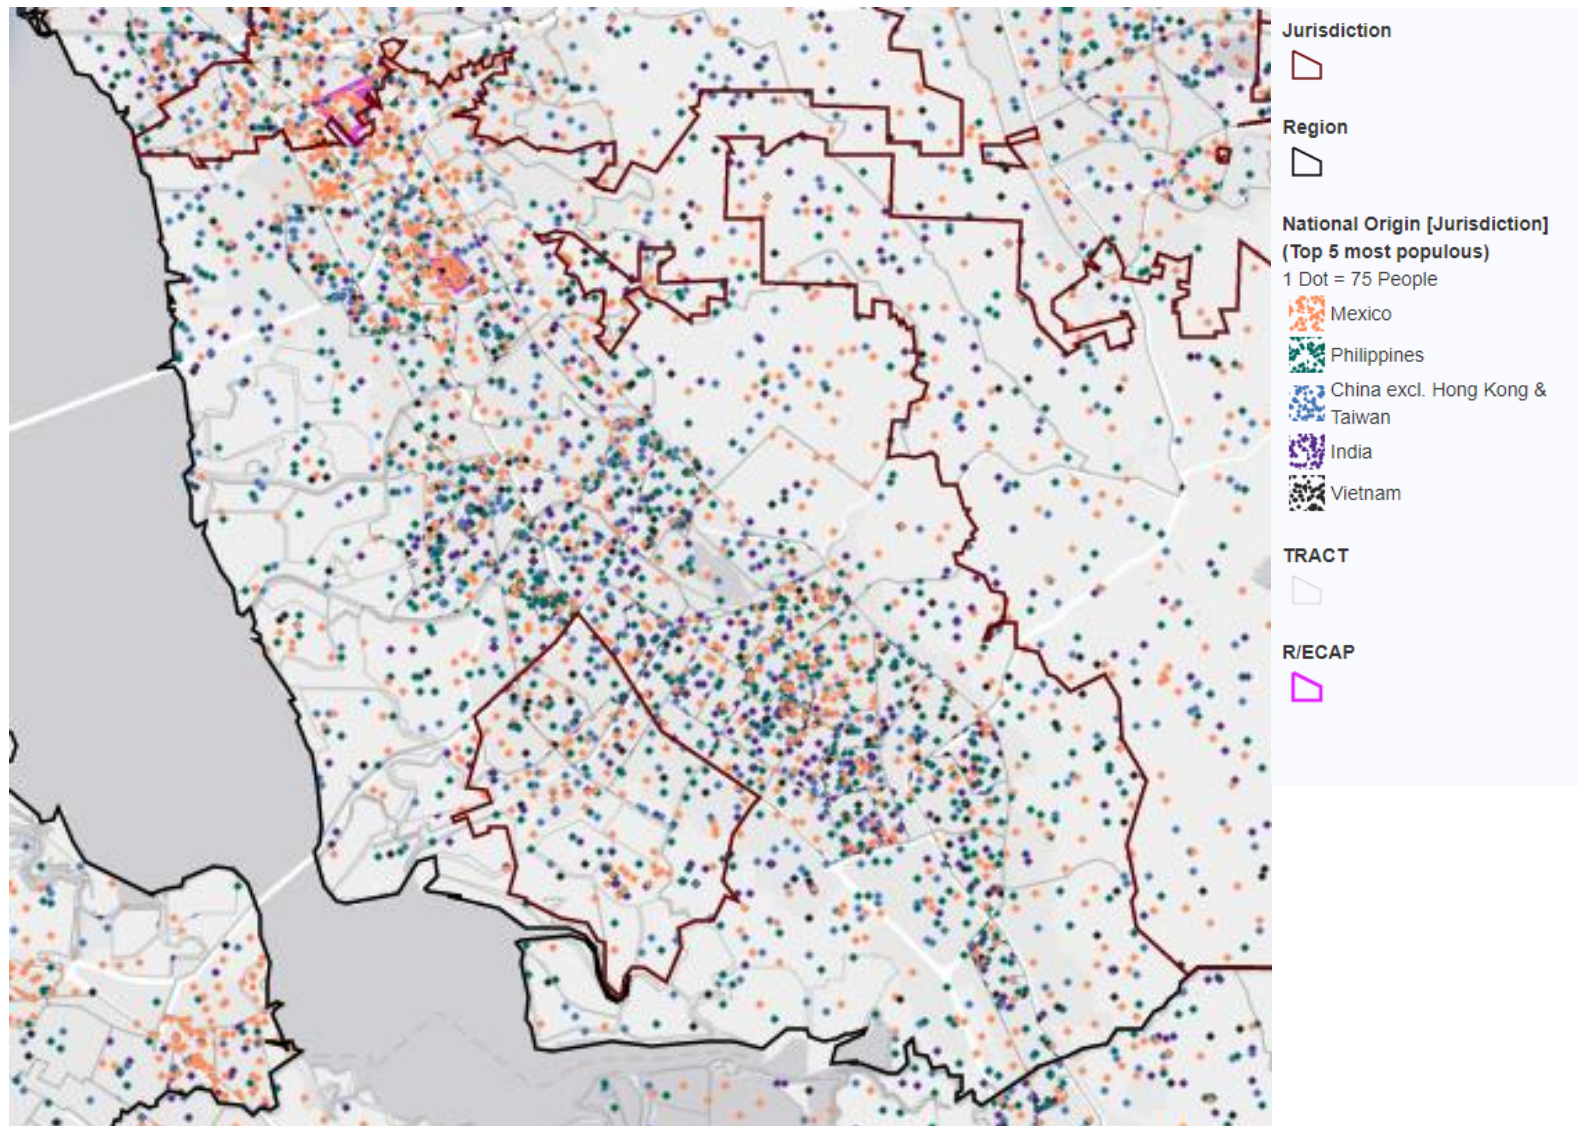 Jurisdiction
Region
National Origin [Jurisdiction]
(Top 5 most populous)
1 Dot = 75 People
Mexico
Philippines
China excl. Hong Kong &
Taiwan
India
Vietnam
TRACT
R/ECAP